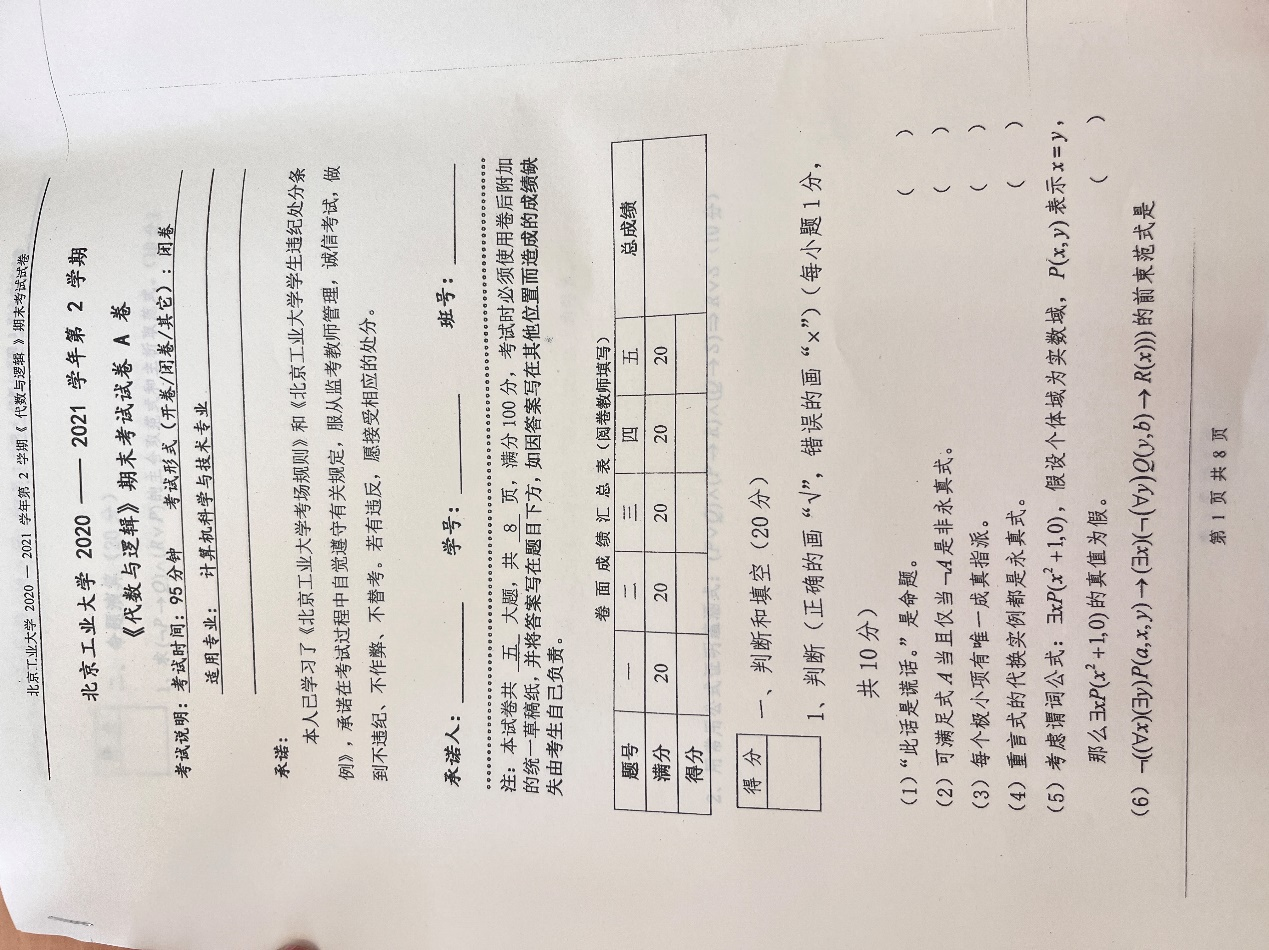 北京工业大学 2020 — 2021 学年第 2 学期《 代数与逻辑 》期末考试试卷
北京工业大学 2020 —— 2021 学年第 2 学期
《代数与逻辑》期末考试试卷 A 卷
考试说明：考试时间：95分钟 考试形式（开卷/闭卷/其它）：闭卷
适用专业： 计算机科学与技术专业
承诺：
本人已学习了《北京工业大学考场规则》和《北京工业大学学生违纪处分条
例》，承诺在考试过程中自觉遵守有关规定，服从监考教师管理，诚信考试，做
到不违纪、不作弊、不替考。若有违反，愿接受相应的处分。
承诺人： 学号： 班号：
注：本试卷共 五 大题，共 8 页，满分 100 分，考试时必须使用卷后附加
的统一草稿纸，并将答案写在题目下方，如因答案写在其他位置而造成的成绩缺
失由考生自己负责。
卷 面 成 绩 汇 总 表（阅卷教师填写）
题号 一 二 三 四 五 总成绩
满分 20 20 20 20 20
得分
得 分
一、判断和填空（20 分）
1、判断（正确的画“√”，错误的画“×”）（每小题 1 分，
共 10 分）
（1）“此话是谎话。”是命题。 （ ）
（2）可满足式 A 当且仅当 ¬A 是非永真式。 （ ）
（3）每个极小项有唯一成真指派。 （ ）
（4）重言式的代换实例都是永真式。 （ ）
（5）考虑谓词公式：∃xP(x²+1,0)，假设个体域为实数域，P(x,y) 表示 x=y，
那么 ∃xP(x²+1,0) 的真值为假。 （ ）
（6）¬((∀x)(∃y)P(a,x,y)→(∃x)(¬(∀y)Q(y,b)→R(x))) 的前束范式是
第 1 页 共 8 页